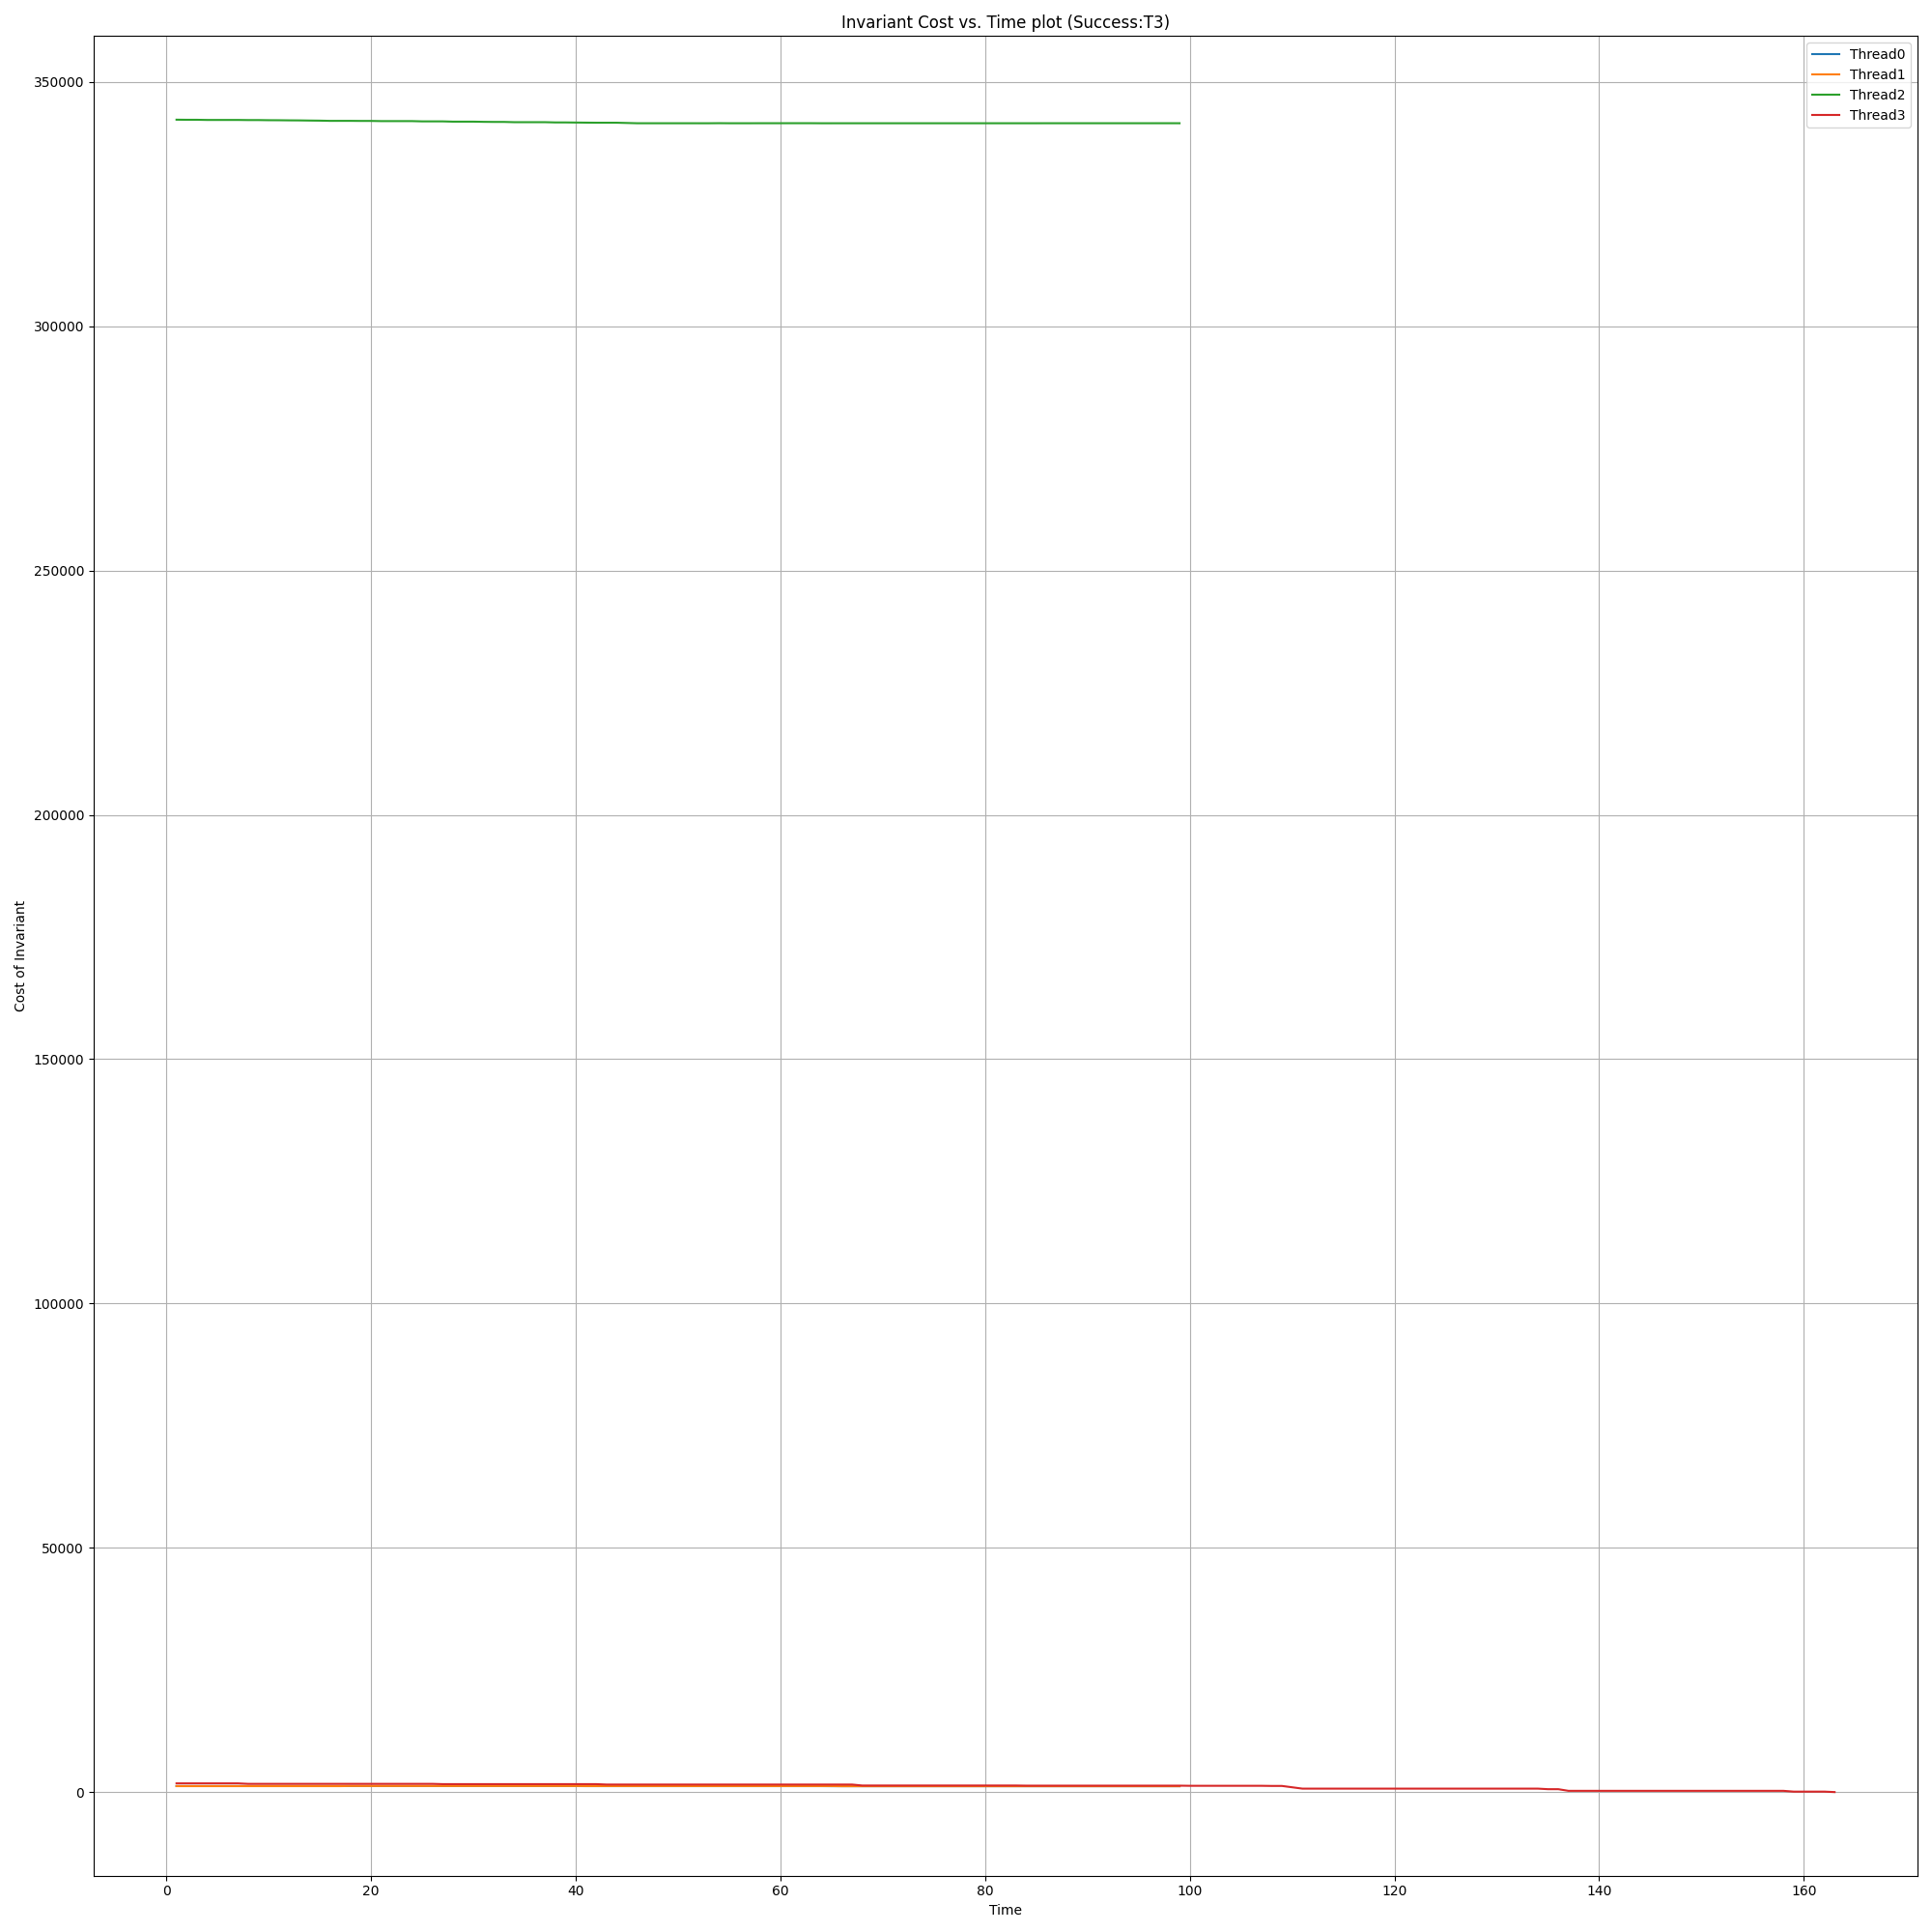 Invariant Cost vs. Time plot (Success:T3)
Thread0
Thread1
Thread2
Thread3
350000
300000
250000
200000
150000
100000
50000
0
Cost of Invariant
0 20 40 60 80 100 120 140 160
Time